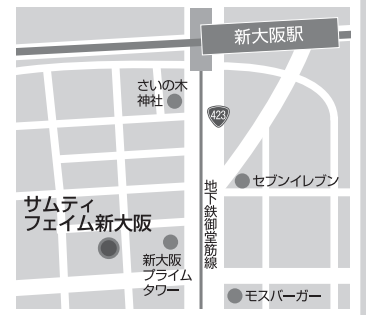 新大阪駅
さいの木
神社
423
セブンイレブン
地下鉄御堂筋線
サムティ
フェイム新大阪
新大阪
プライム
タワー
モスバーガー